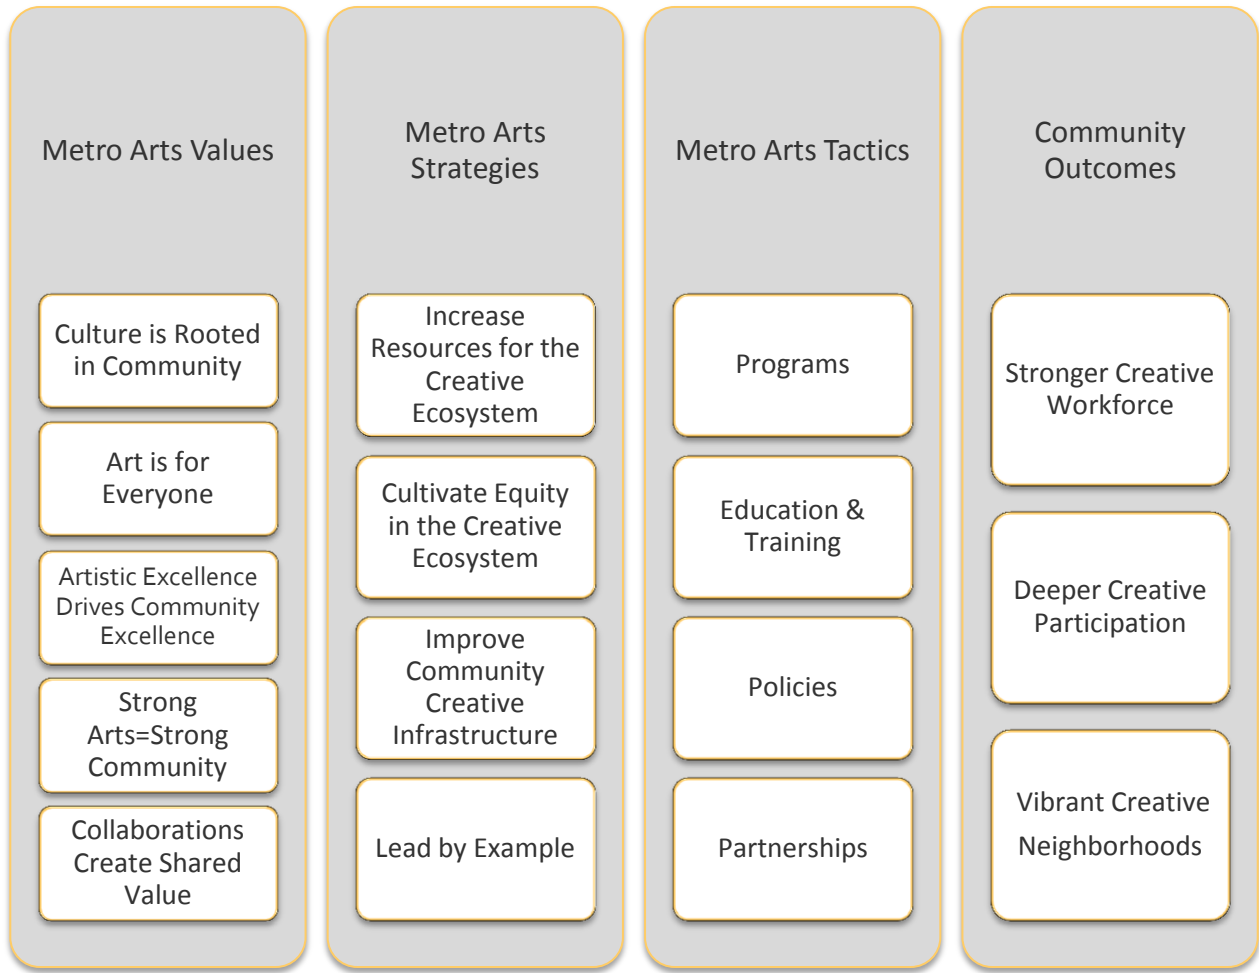 Metro Arts Values
Culture is Rooted
in Community
Art is for
Everyone
Artistic Excellence
Drives Community
Excellence
Strong
Arts=Strong
Community
Collaborations
Create Shared
Value
Metro Arts
Strategies
Increase
Resources for the
Creative
Ecosystem
Cultivate Equity
in the Creative
Ecosystem
Improve
Community
Creative
Infrastructure
Lead by Example
Metro Arts Tactics
Programs
Education &
Training
Policies
Partnerships
Community
Outcomes
Stronger Creative
Workforce
Deeper Creative
Participation
Vibrant Creative
Neighborhoods